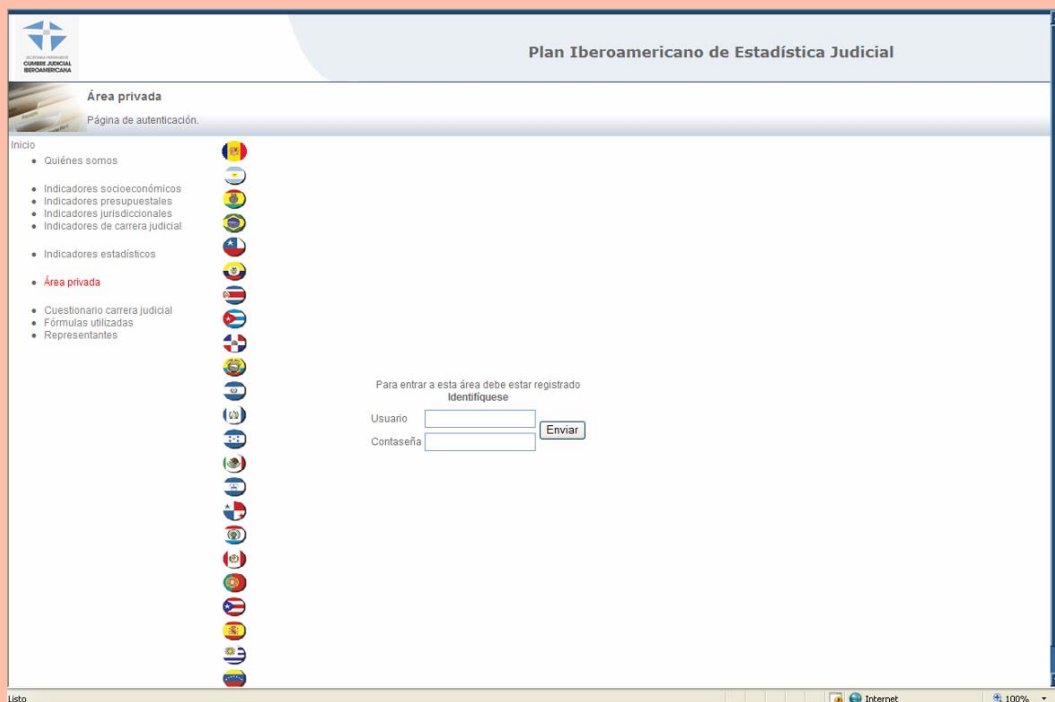 SECRETARÍA PERMANENTE
CUMBRE JUDICIAL
IBEROAMERICANA
Plan Iberoamericano de Estadística Judicial
Área privada
Página de autenticación.
Inicio
Quiénes somos
Indicadores socioeconómicos
Indicadores presupuestales
Indicadores jurisdiccionales
Indicadores de carrera judicial
Indicadores estadísticos
Área privada
Cuestionario carrera judicial
Fórmulas utilizadas
Representantes
Para entrar a esta área debe estar registrado
Identifíquese
Usuario
Contaseña
Enviar
Listo
Internet
100%